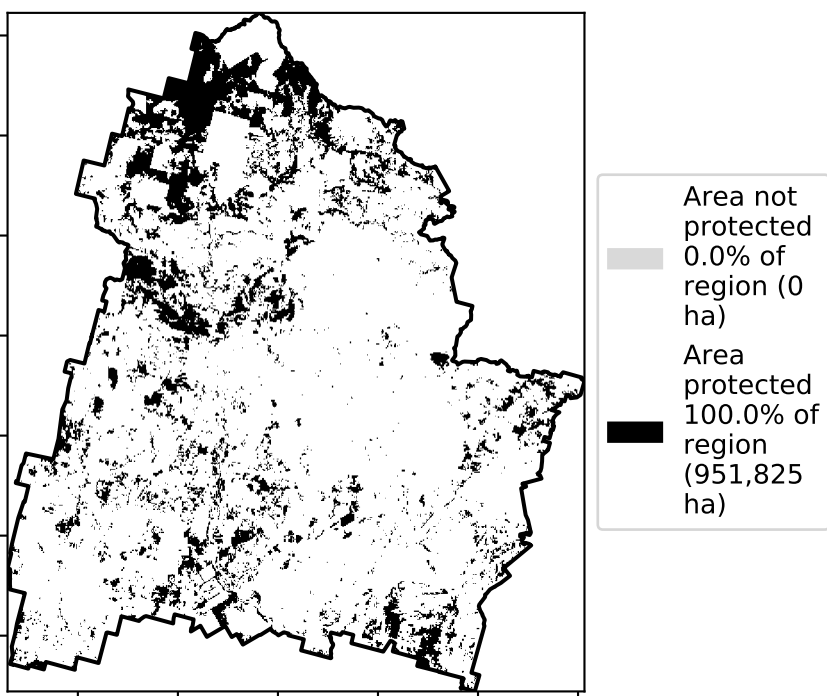 Area not
protected
0.0% of
region (0
ha)
Area
protected
100.0% of
region
(951,825
ha)